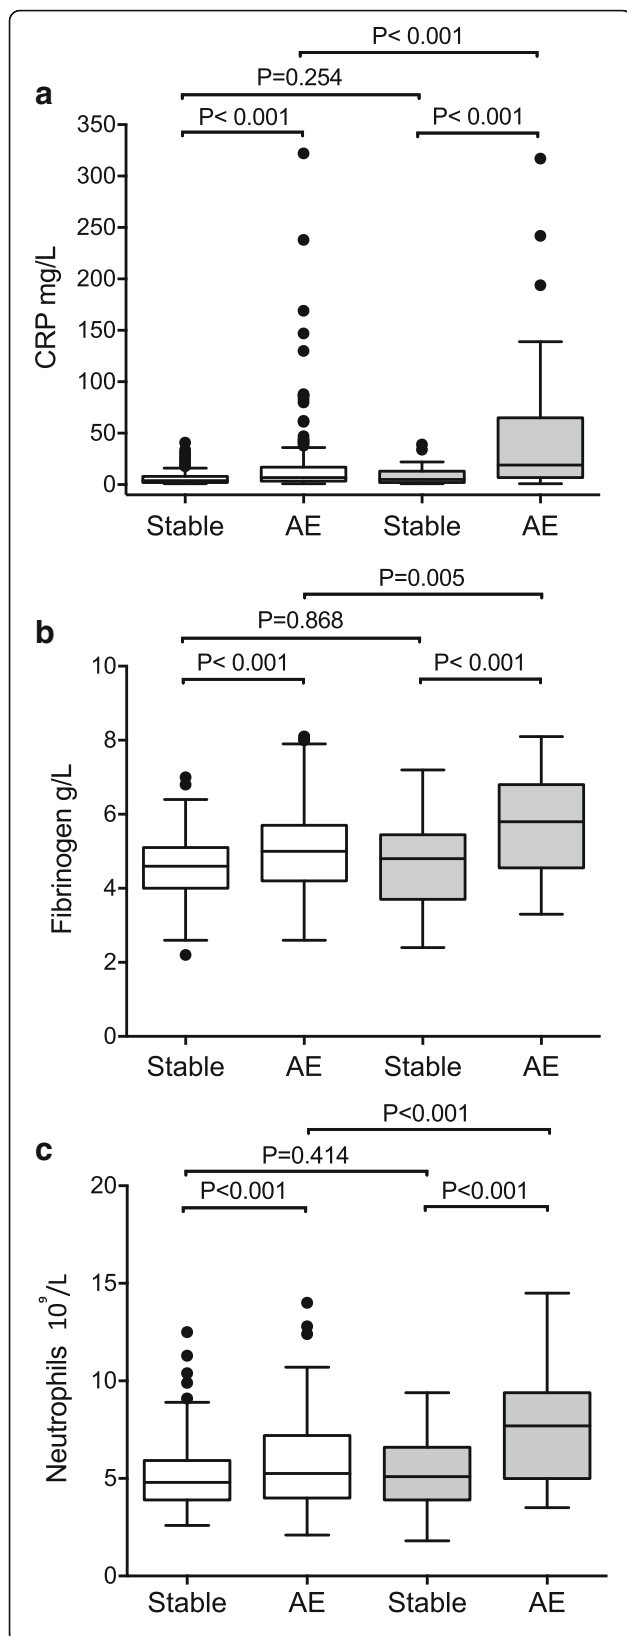 P< 0.001
P=0.254
a
P< 0.001 P< 0.001
350
300
250
200
150
100
50
0
CRP mg/L
Stable AE Stable AE
P=0.005
P=0.868
b
P< 0.001 P< 0.001
10
8
6
4
2
0
Fibrinogen g/L
Stable AE Stable AE
P<0.001
c
P=0.414
P<0.001 P<0.001
20
15
10
5
0
Neutrophils 10⁹/L
Stable AE Stable AE